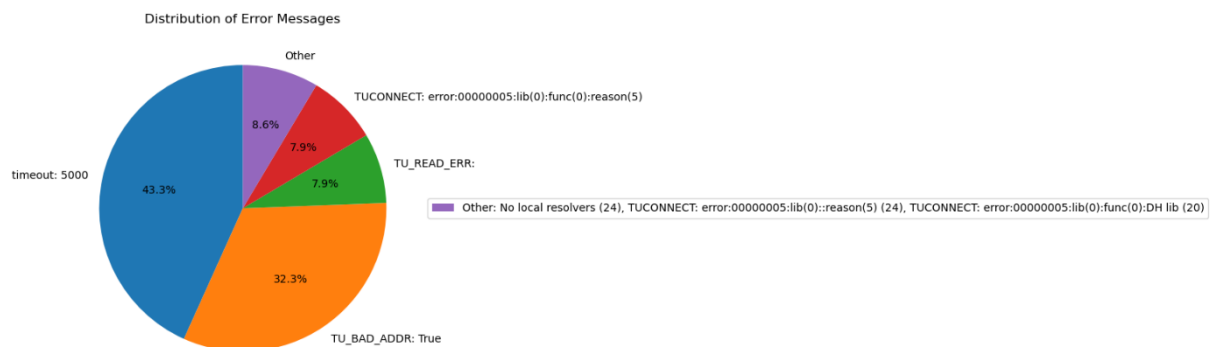 Distribution of Error Messages
Other
TUCONNECT: error:00000005:lib(0):func(0):reason(5)
8.6%
7.9%
TU_READ_ERR:
7.9%
timeout: 5000
43.3%
Other: No local resolvers (24), TUCONNECT: error:00000005:lib(0)::reason(5) (24), TUCONNECT: error:00000005:lib(0):func(0):DH lib (20)
32.3%
TU_BAD_ADDR: True